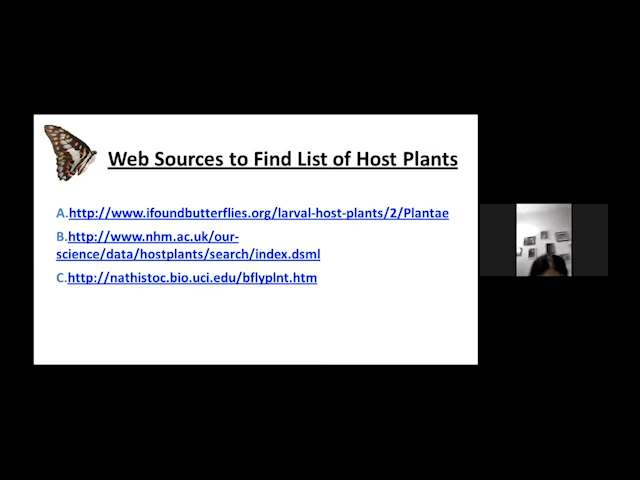 Web Sources to Find List of Host Plants
A.http://www.ifoundbutterflies.org/larval-host-plants/2/Plantae
B.http://www.nhm.ac.uk/our-
science/data/hostplants/search/index.dsml
C.http://nathistoc.bio.uci.edu/bflyplnt.htm